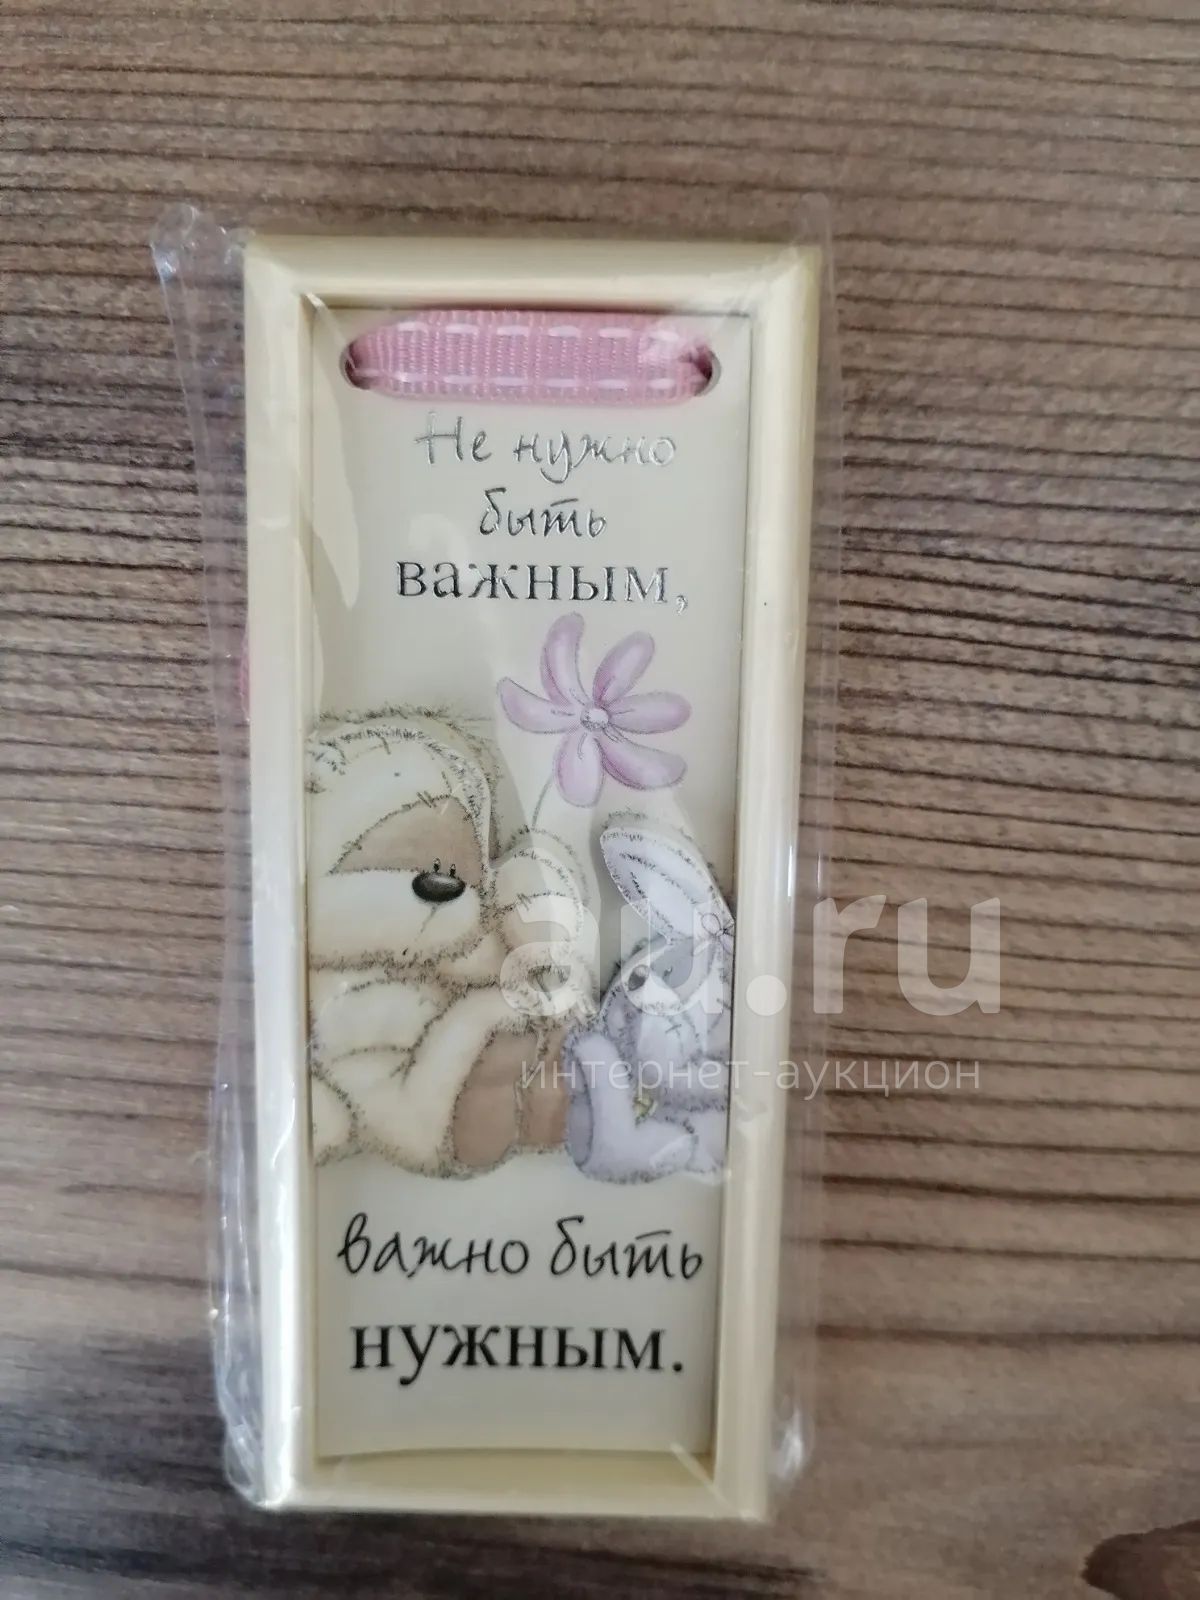 Не нужно
быть
важным,
au.ru
интернет-аукцион
важно быть
нужным.